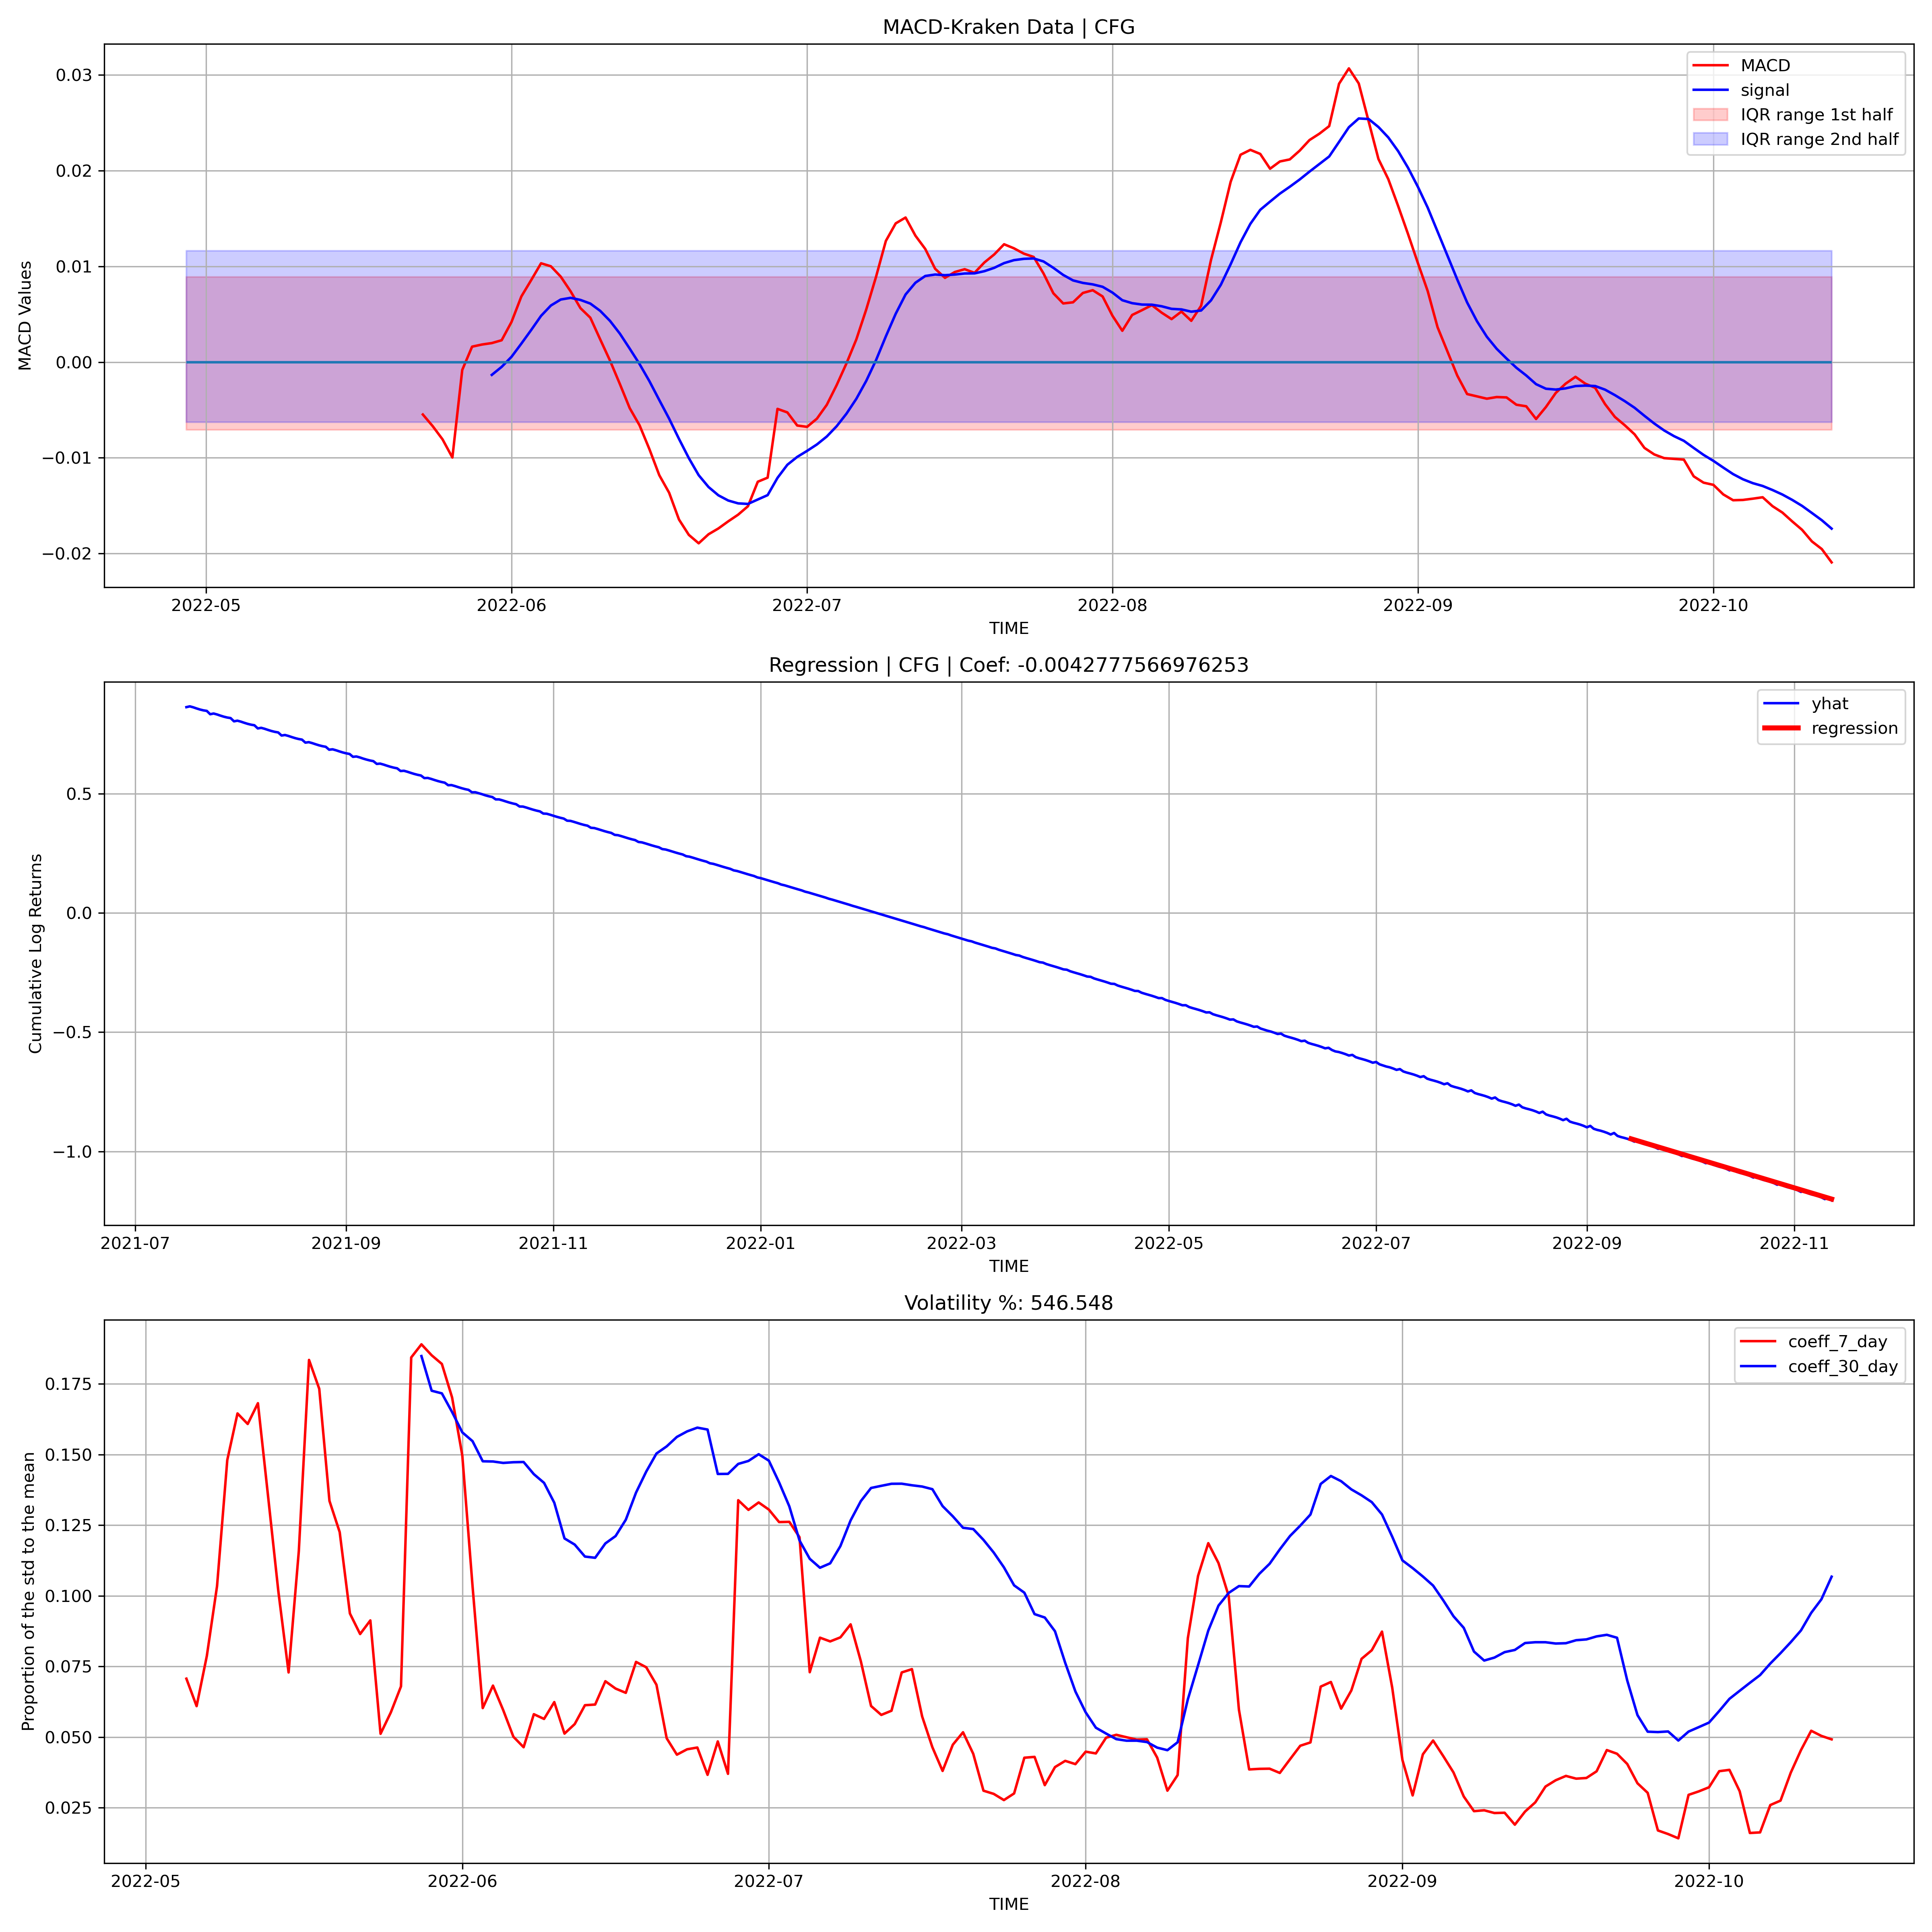 MACD-Kraken Data | CFG
MACD Values
0.03
0.02
0.01
0.00
−0.01
−0.02
MACD
signal
IQR range 1st half
IQR range 2nd half
2022-05 2022-06 2022-07 2022-08 2022-09 2022-10
TIME
Regression | CFG | Coef: -0.0042777566976253
Cumulative Log Returns
0.5
0.0
−0.5
−1.0
yhat
regression
2021-07 2021-09 2021-11 2022-01 2022-03 2022-05 2022-07 2022-09 2022-11
TIME
Volatility %: 546.548
Proportion of the std to the mean
0.175
0.150
0.125
0.100
0.075
0.050
0.025
coeff_7_day
coeff_30_day
2022-05 2022-06 2022-07 2022-08 2022-09 2022-10
TIME